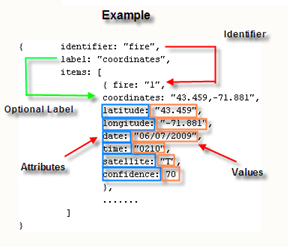 Example
Identifier
{ identifier: "fire",
label: "coordinates",
items: [
{ fire: "1",
Optional Label
coordinates: "43.459,-71.881",
latitude: "43.459",
longitude: "-71.881",
date: "06/07/2009",
time: "0210",
satellite: "T",
confidence: 70
Attributes
Values
},
.......
]
}